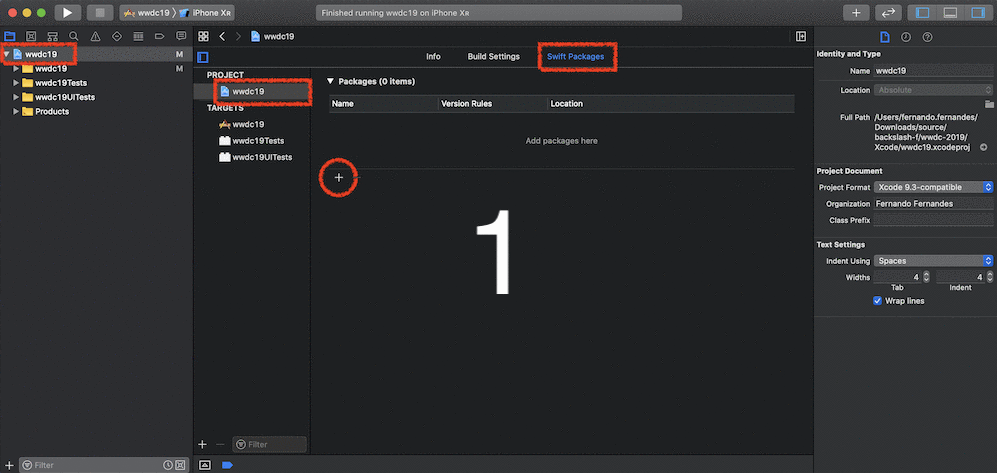 wwdc19 〉 iPhone Xʀ
Finished running wwdc19 on iPhone Xʀ
wwdc19 M
wwdc19 M
wwdc19Tests
wwdc19UITests
Products
Filter
wwdc19
Info Build Settings Swift Packages
PROJECT
wwdc19
TARGETS
wwdc19
wwdc19Tests
wwdc19UITests
Filter
Packages (0 items)
Name Version Rules Location
Add packages here
+
1
Identity and Type
Name wwdc19
Location Absolute
Full Path /Users/fernando.fernandes/
Downloads/source/
backslash-f/wwdc-2019/
Xcode/wwdc19.xcodeproj
Project Document
Project Format Xcode 9.3-compatible
Organization Fernando Fernandes
Class Prefix
Text Settings
Indent Using Spaces
Widths 4 4
Tab Indent
Wrap lines